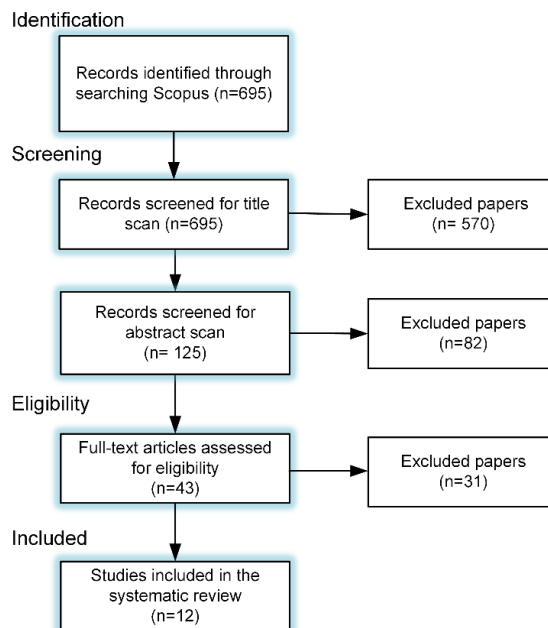 Identification
Records identified through
searching Scopus (n=695)
Screening
Records screened for title
scan (n=695)
Excluded papers
(n= 570)
Records screened for
abstract scan
(n= 125)
Excluded papers
(n=82)
Eligibility
Full-text articles assessed
for eligibility
(n=43)
Excluded papers
(n=31)
Included
Studies included in the
systematic review
(n=12)